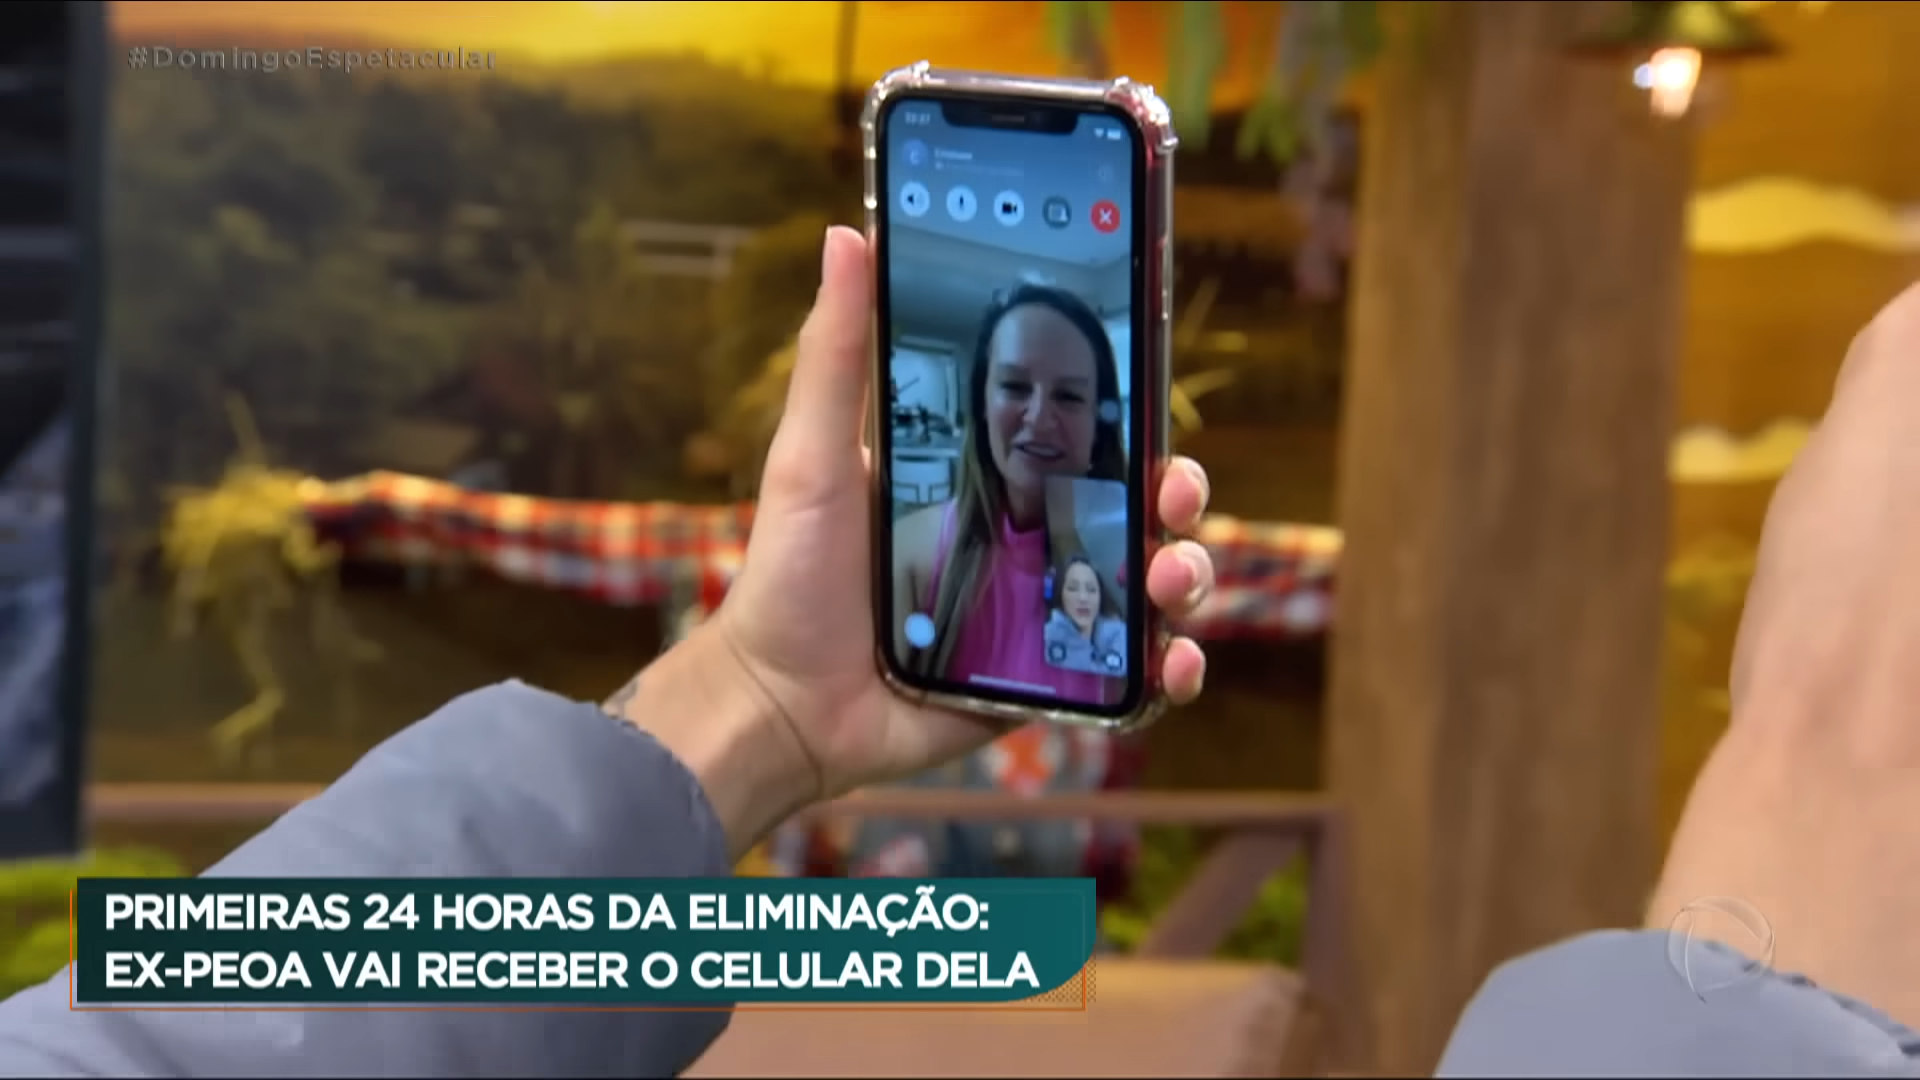 #DomingoEspetacular
PRIMEIRAS 24 HORAS DA ELIMINAÇÃO:
EX-PEOA VAI RECEBER O CELULAR DELA